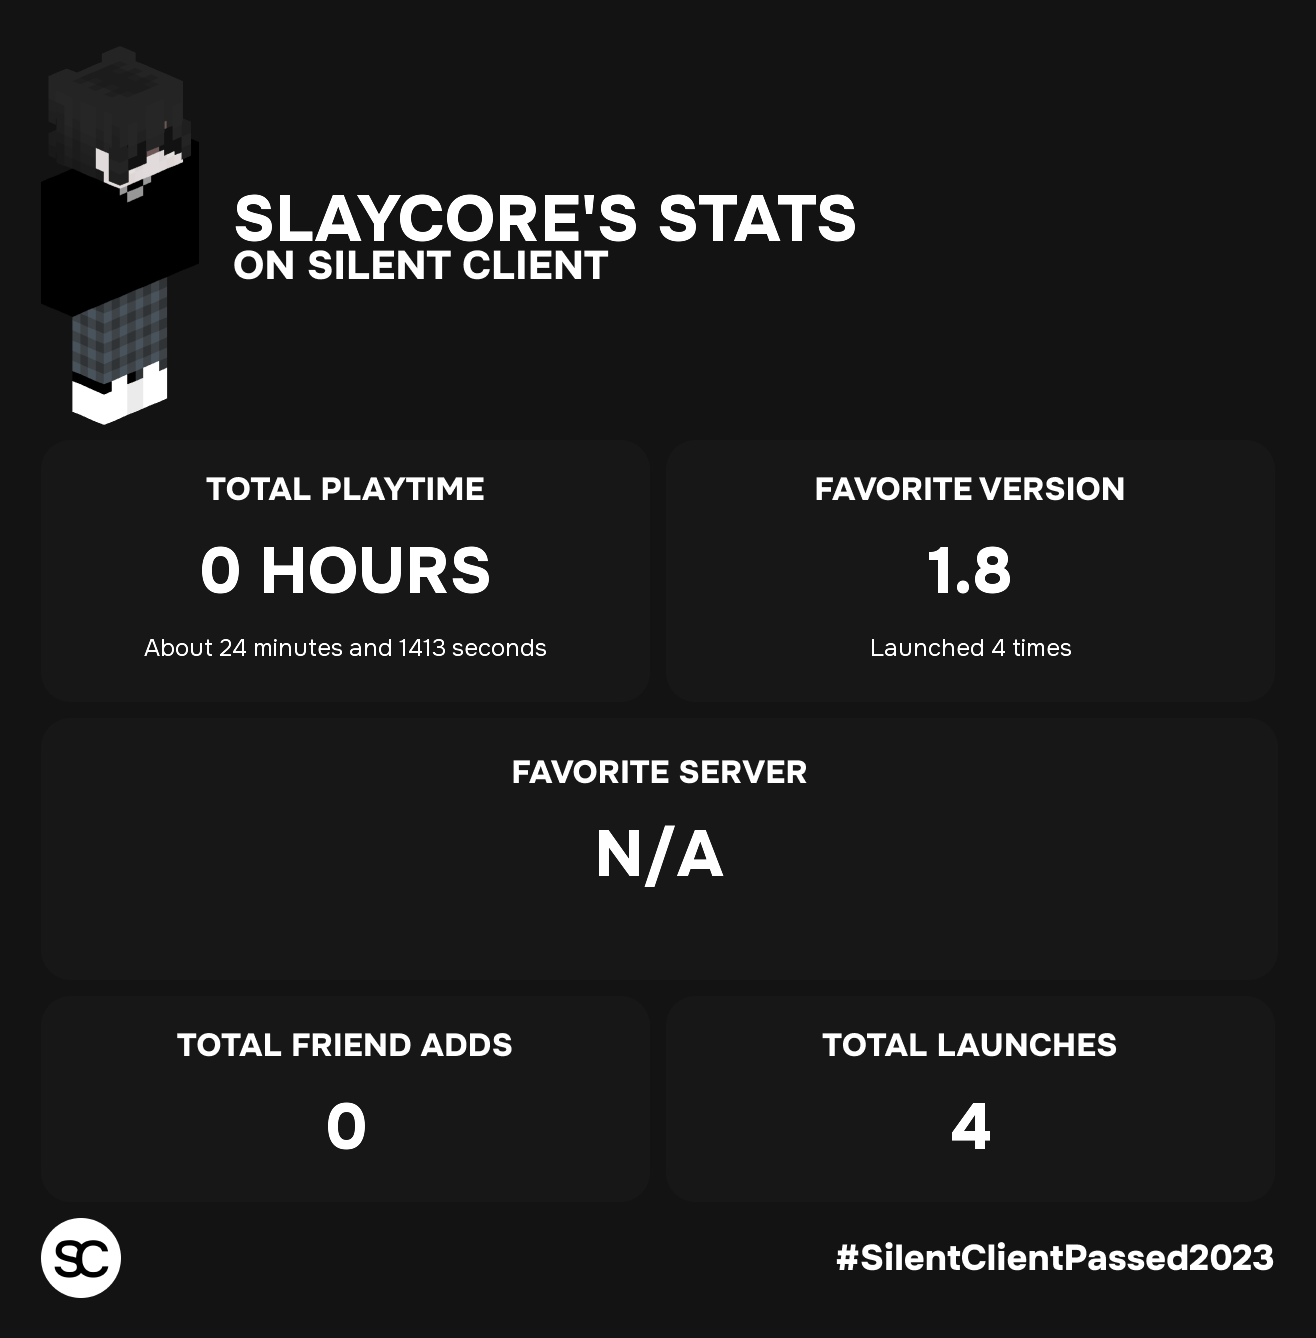 SLAYCORE'S STATS
ON SILENT CLIENT
TOTAL PLAYTIME
0 HOURS
About 24 minutes and 1413 seconds
FAVORITE VERSION
1.8
Launched 4 times
FAVORITE SERVER
N/A
TOTAL FRIEND ADDS
0
TOTAL LAUNCHES
4
SC
#SilentClientPassed2023